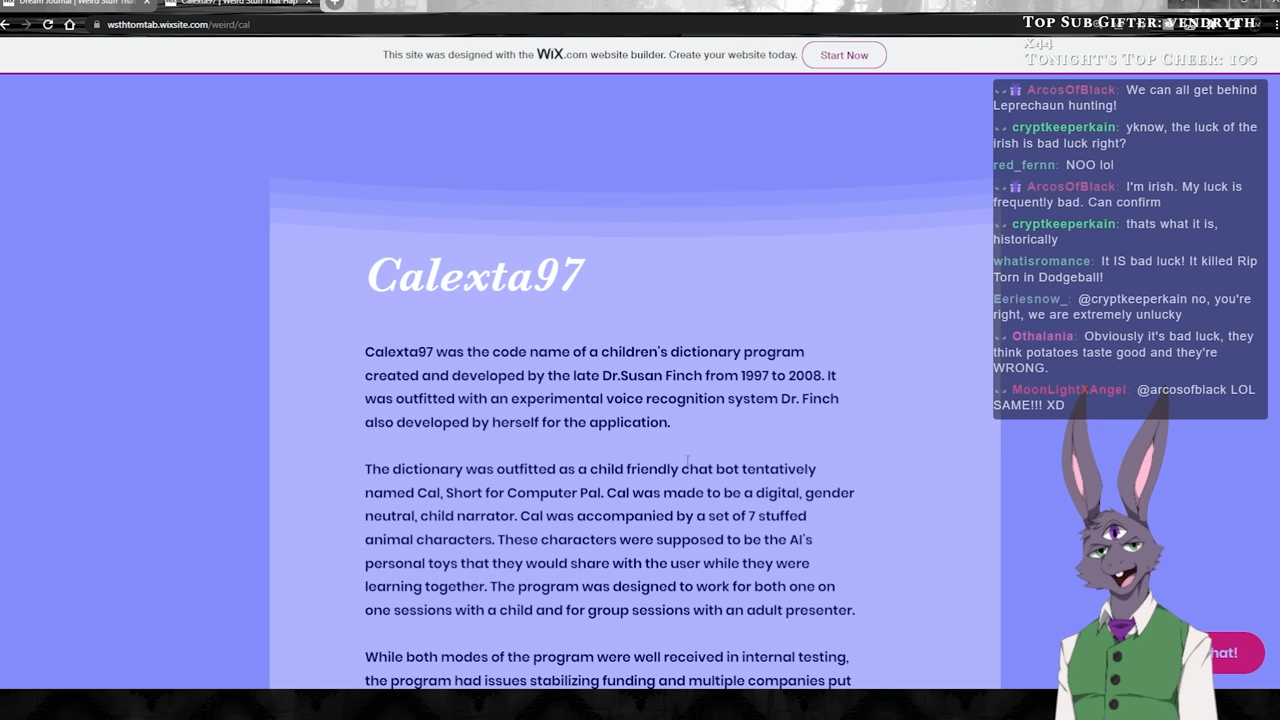 Dream Journal | Weird Stuff That
Calexta97 | Weird Stuff That Hap
wsthtomtab.wixsite.com/weird/cal
This site was designed with the WiX.com website builder. Create your website today.
Start Now
Top Sub Gifter: vendryth
x44
Tonight's Top Cheer: 100
Calexta97
Calexta97 was the code name of a children's dictionary program
created and developed by the late Dr.Susan Finch from 1997 to 2008. It
was outfitted with an experimental voice recognition system Dr. Finch
also developed by herself for the application.
The dictionary was outfitted as a child friendly chat bot tentatively
named Cal, Short for Computer Pal. Cal was made to be a digital, gender
neutral, child narrator. Cal was accompanied by a set of 7 stuffed
animal characters. These characters were supposed to be the AI's
personal toys that they would share with the user while they were
learning together. The program was designed to work for both one on
one sessions with a child and for group sessions with an adult presenter.
While both modes of the program were well received in internal testing,
the program had issues stabilizing funding and multiple companies put
ArcosOfBlack: We can all get behind
Leprechaun hunting!
cryptkeeperkain: yknow, the luck of the
irish is bad luck right?
red_fernn: NOO lol
ArcosOfBlack: I'm irish. My luck is
frequently bad. Can confirm
cryptkeeperkain: thats what it is,
historically
whatisromance: It IS bad luck! It killed Rip
Torn in Dodgeball!
Eeriesnow_: @cryptkeeperkain no, you're
right, we are extremely unlucky
Othalania: Obviously it's bad luck, they
think potatoes taste good and they're
WRONG.
MoonLightXAngel: @arcosofblack LOL
SAME!!! XD
hat!